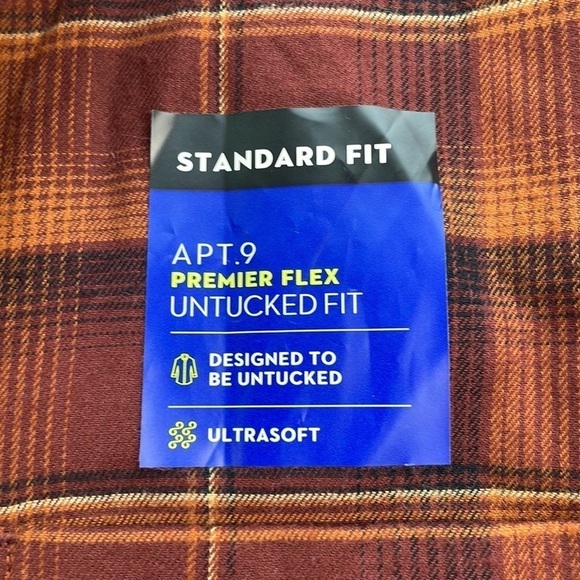 STANDARD FIT
APT.9
PREMIER FLEX
UNTUCKED FIT
DESIGNED TO
BE UNTUCKED
ULTRASOFT